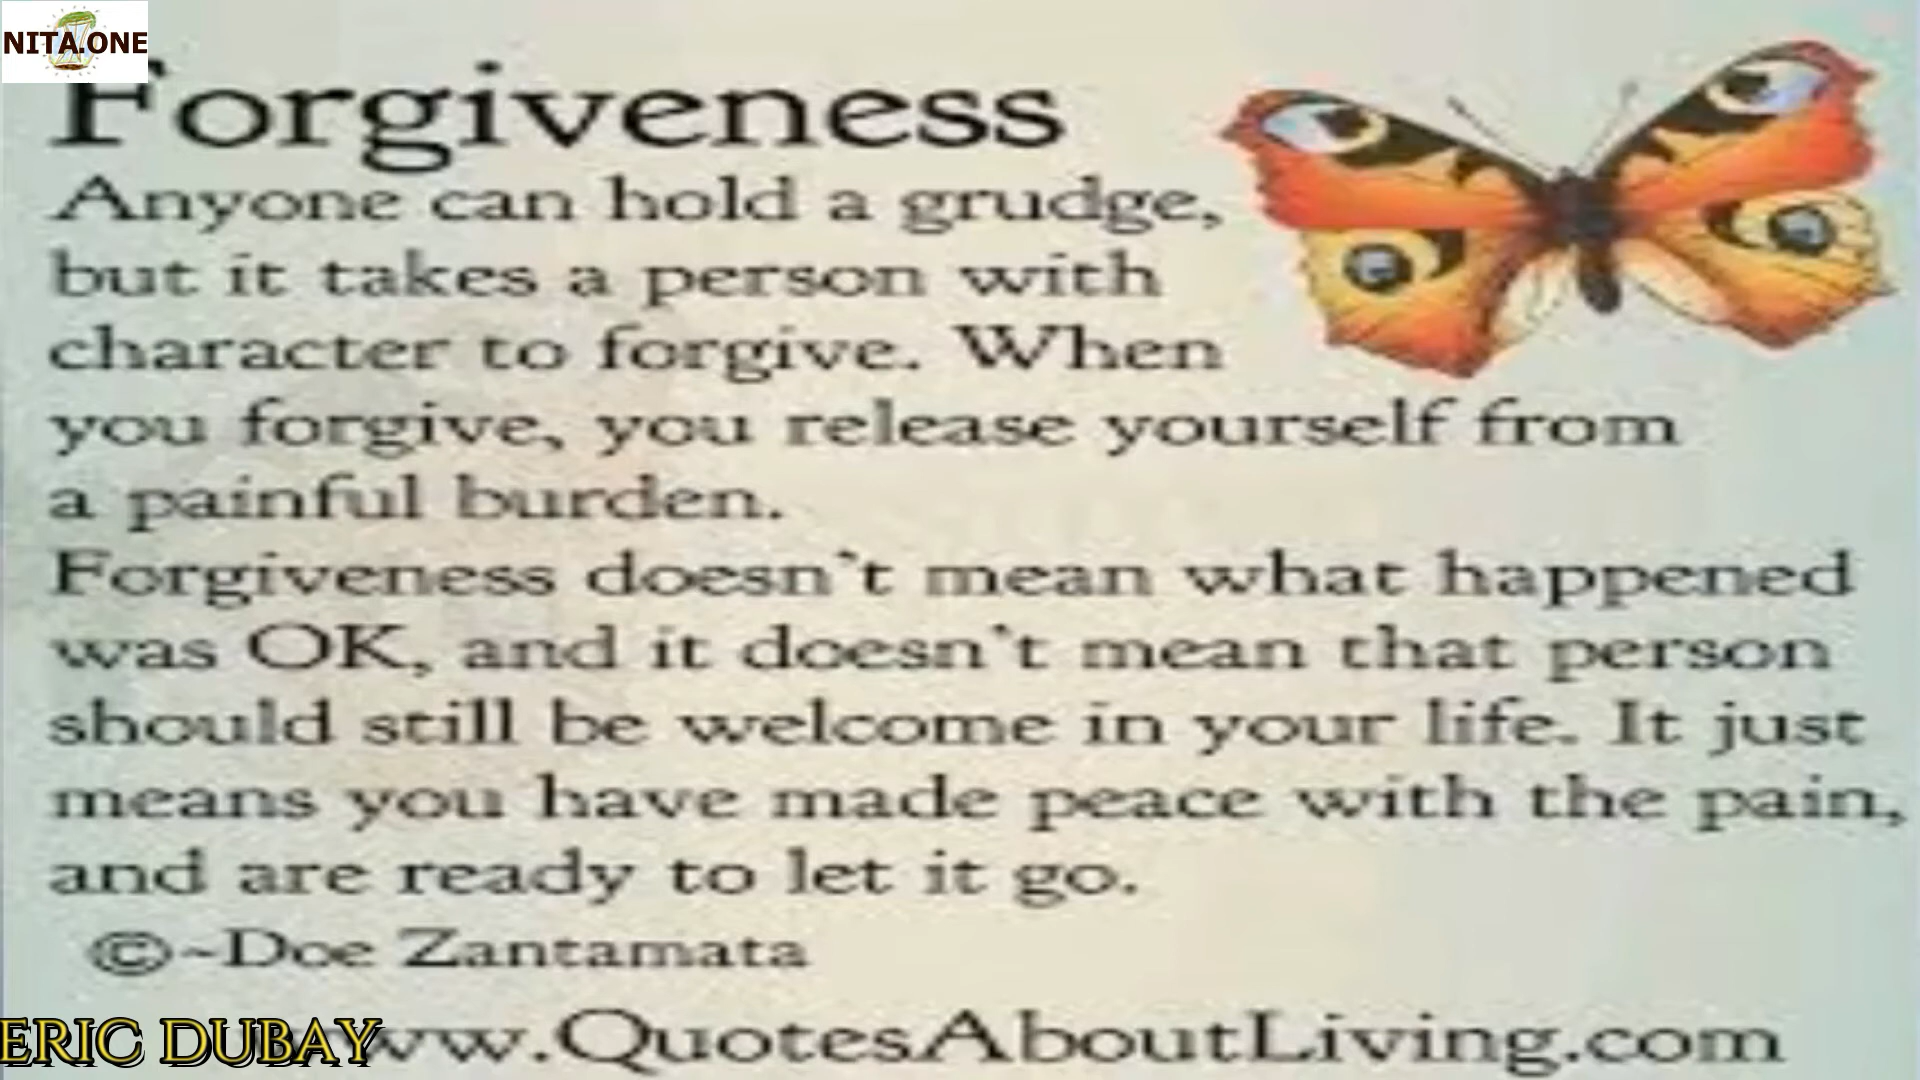 NITA.ONE
Forgiveness
Anyone can hold a grudge,
but it takes a person with
character to forgive. When
you forgive, you release yourself from
a painful burden.
Forgiveness doesn`t mean what happened
was OK, and it doesn`t mean that person
should still be welcome in your life. It just
means you have made peace with the pain,
and are ready to let it go.
©~Doe Zantamata
ERIC DUBAY
www.QuotesAboutLiving.com